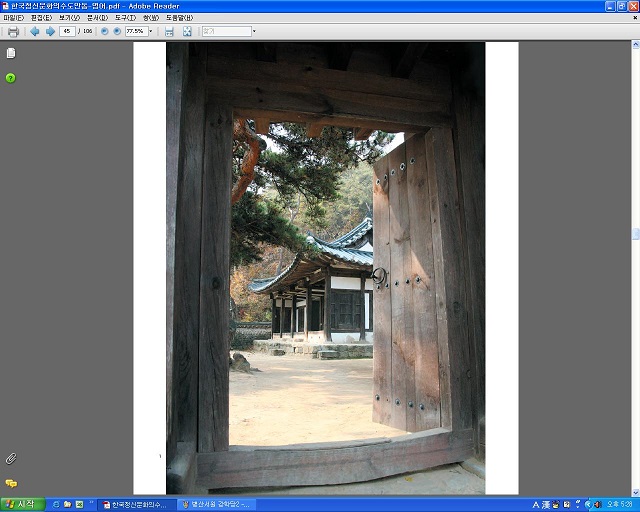 한국정신문화의수도안동-영어.pdf - Adobe Reader
파일(F) 편집(E) 보기(V) 문서(D) 도구(T) 창(W) 도움말(H)
45 / 106 77.5% 찾기
시작 한국정신문화의수... 병산서원 강학당2 -... A 漢 오후 5:28